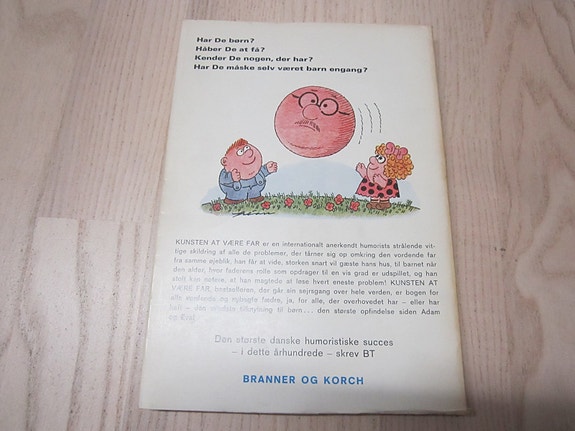 Har De børn?
Håber De at få?
Kender De nogen, der har?
Har De måske selv været barn engang?
KUNSTEN AT VÆRE FAR er en internationalt anerkendt humorists strålende vit-
tige skildring af alle de problemer, der tårner sig op omkring den vordende far
fra samme øjeblik, han får at vide, storken snart vil gæste hans hus, til barnet når
den alder, hvor faderens rolle som opdrager til en vis grad er udspillet, og han
stolt kan notere, at han magtede at løse hvert eneste problem! KUNSTEN AT
VÆRE FAR, bestselleren, der går sin sejrsgang over hele verden, er bogen for
alle vordende og nybagte fædre, ja, for alle, der overhovedet har – eller har
haft – den mindste tilknytning til børn... den største opfindelse siden Adam
og Eva!
Den største danske humoristiske succes
– i dette århundrede – skrev BT
BRANNER OG KORCH